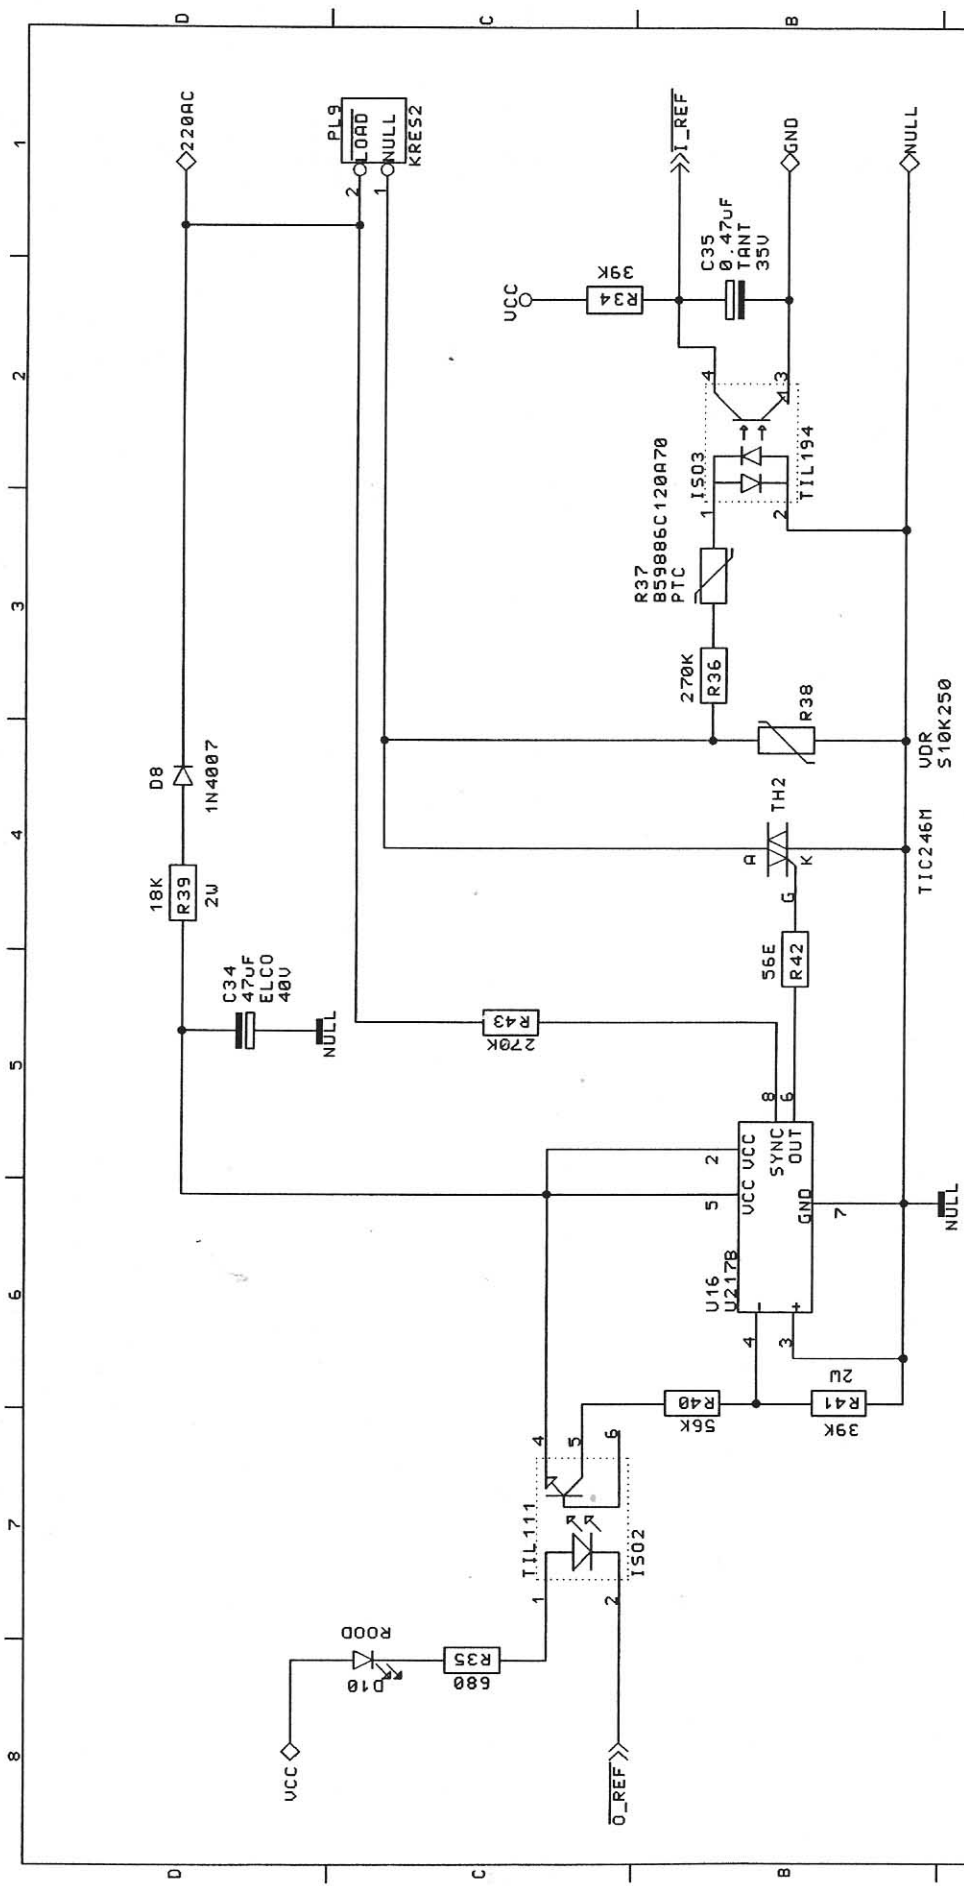 8
7
6
5
4
3
2
1
D
D
C
C
B
B
VCC
D10
ROOD
680
R35
O_REF
TIL111
ISO2
1
2
4
5
6
R40
56K
R41
39K
2W
U16
U217B
VCC
VCC
SYNC
OUT
GND
-
+
5
2
8
6
7
4
3
NULL
C34
47uF
ELCO
40V
NULL
18K
R39
2W
D8
1N4007
220AC
R43
270K
56E
R42
G
A
K
TH2
TIC246M
R38
VDR
S10K250
270K
R36
R37
B59886C120A70
PTC
ISO3
TIL194
1
2
4
3
VCC
39K
R34
C35
0.47uF
TANT
35V
PL9
LOAD
NULL
KRES2
2
1
I_REF
GND
NULL